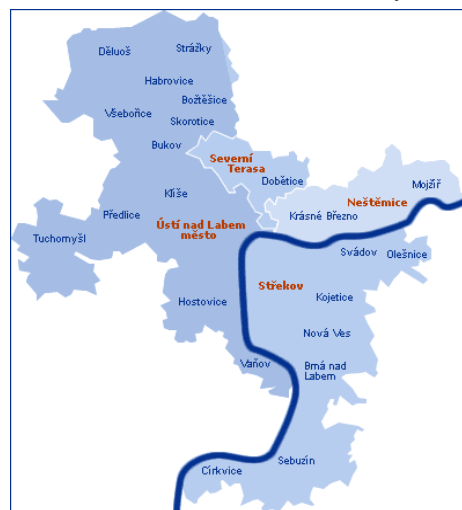 Strážky
Děluoš
Habrovice
Božtěšice
Všebořice
Skorotice
Bukov
Severní
Terasa
Dobětice
Mojžíř
Klíše
Neštěmice
Předlice
Krásné Březno
Ústí nad Labem
město
Tuchomyšl
Svádov
Olešnice
Střekov
Kojetice
Hostovice
Nová Ves
Vaňov
Brná nad
Labem
Sebuzín
Církvice